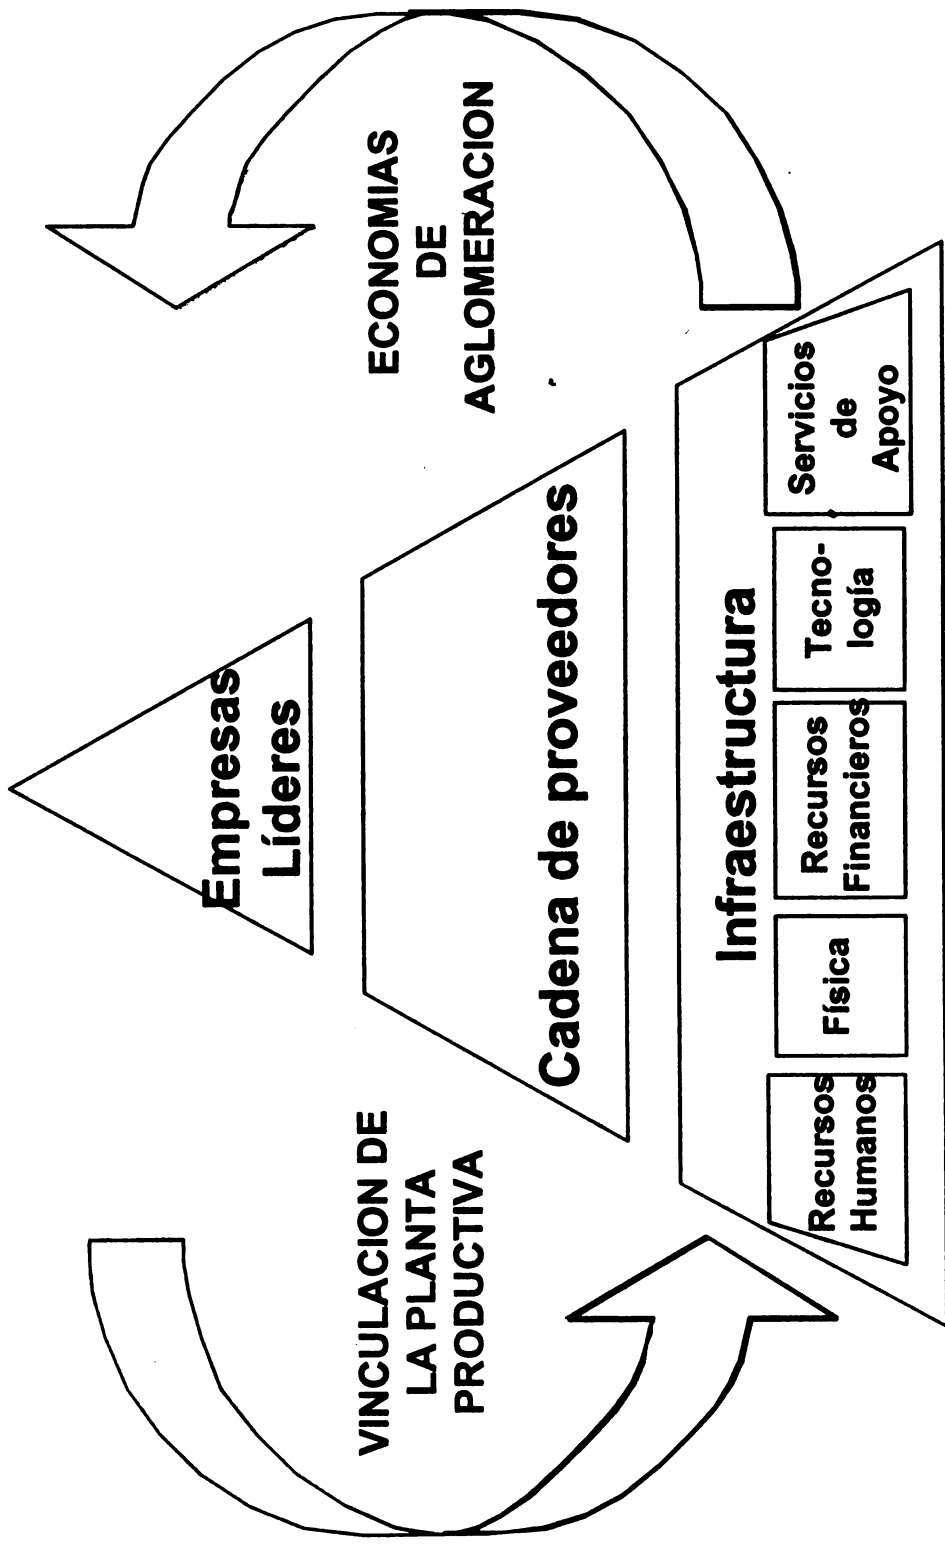 Empresas
Líderes
VINCULACION DE
LA PLANTA
PRODUCTIVA
ECONOMIAS
DE
AGLOMERACION
Cadena de proveedores
Infraestructura
Recursos
Humanos
Física
Recursos
Financieros
Tecno-
logía
Servicios
de
Apoyo